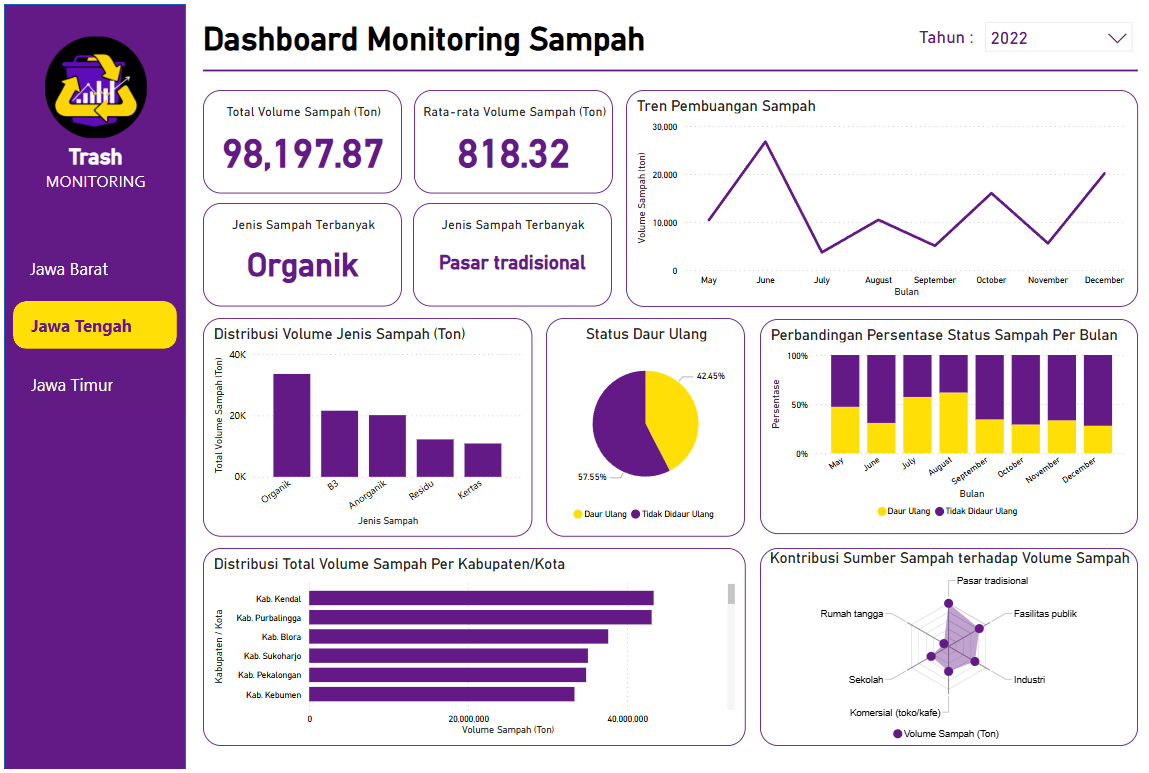 Dashboard Monitoring Sampah
Tahun :
2022
Trash
MONITORING
Jawa Barat
Jawa Tengah
Jawa Timur
Total Volume Sampah (Ton)
98,197.87
Rata-rata Volume Sampah (Ton)
818.32
Jenis Sampah Terbanyak
Organik
Jenis Sampah Terbanyak
Pasar tradisional
Tren Pembuangan Sampah
Volume Sampah (ton)
30,000
20,000
10,000
0
May June July August September October November December
Bulan
Distribusi Volume Jenis Sampah (Ton)
Total Volume Sampah (Ton)
40K
20K
0K
Organik B3 Anorganik Residu Kertas
Jenis Sampah
Status Daur Ulang
42.45%
57.55%
Daur Ulang Tidak Didaur Ulang
Perbandingan Persentase Status Sampah Per Bulan
Persentase
100%
50%
0%
May June July August September October November December
Bulan
Daur Ulang Tidak Didaur Ulang
Distribusi Total Volume Sampah Per Kabupaten/Kota
Kabupaten / Kota
Kab. Kendal
Kab. Purbalingga
Kab. Blora
Kab. Sukoharjo
Kab. Pekalongan
Kab. Kebumen
0 20,000,000 40,000,000
Volume Sampah (Ton)
Kontribusi Sumber Sampah terhadap Volume Sampah
Pasar tradisional
Rumah tangga
Fasilitas publik
Sekolah
Industri
Komersial (toko/kafe)
Volume Sampah (Ton)